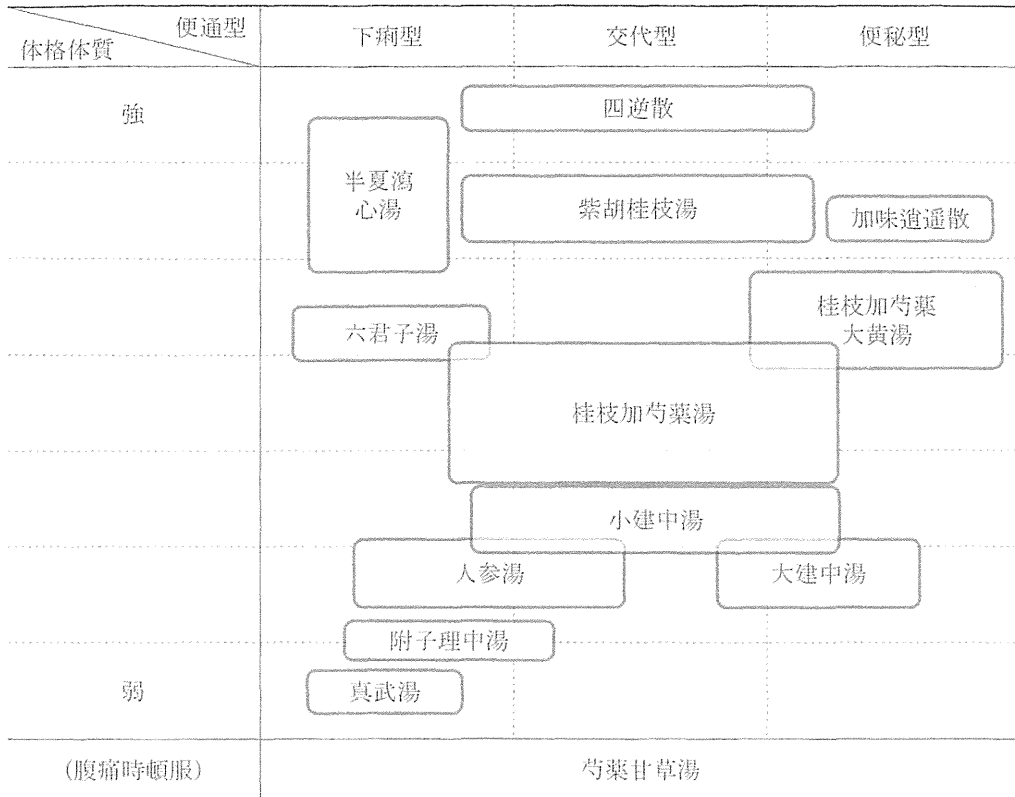 便通型
体格体質
下痢型
交代型
便秘型
強
四逆散
半夏瀉
心湯
柴胡桂枝湯
加味逍遥散
桂枝加芍薬
大黄湯
六君子湯
桂枝加芍薬湯
小建中湯
人参湯
大建中湯
附子理中湯
弱
真武湯
(腹痛時頓服)
芍薬甘草湯